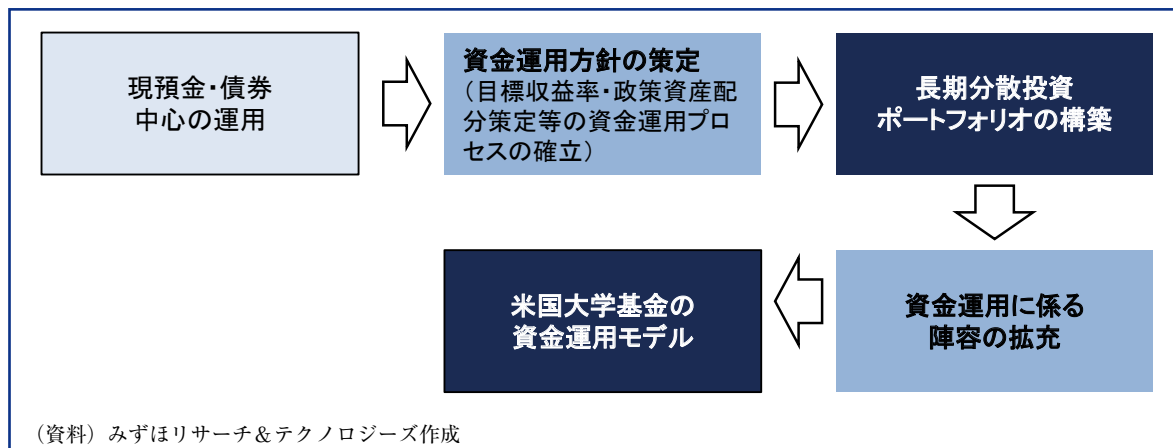 現預金・債券
中心の運用
資金運用方針の策定
（目標収益率・政策資産配
分策定等の資金運用プロ
セスの確立）
長期分散投資
ポートフォリオの構築
資金運用に係る
陣容の拡充
米国大学基金の
資金運用モデル
（資料）みずほリサーチ＆テクノロジーズ作成